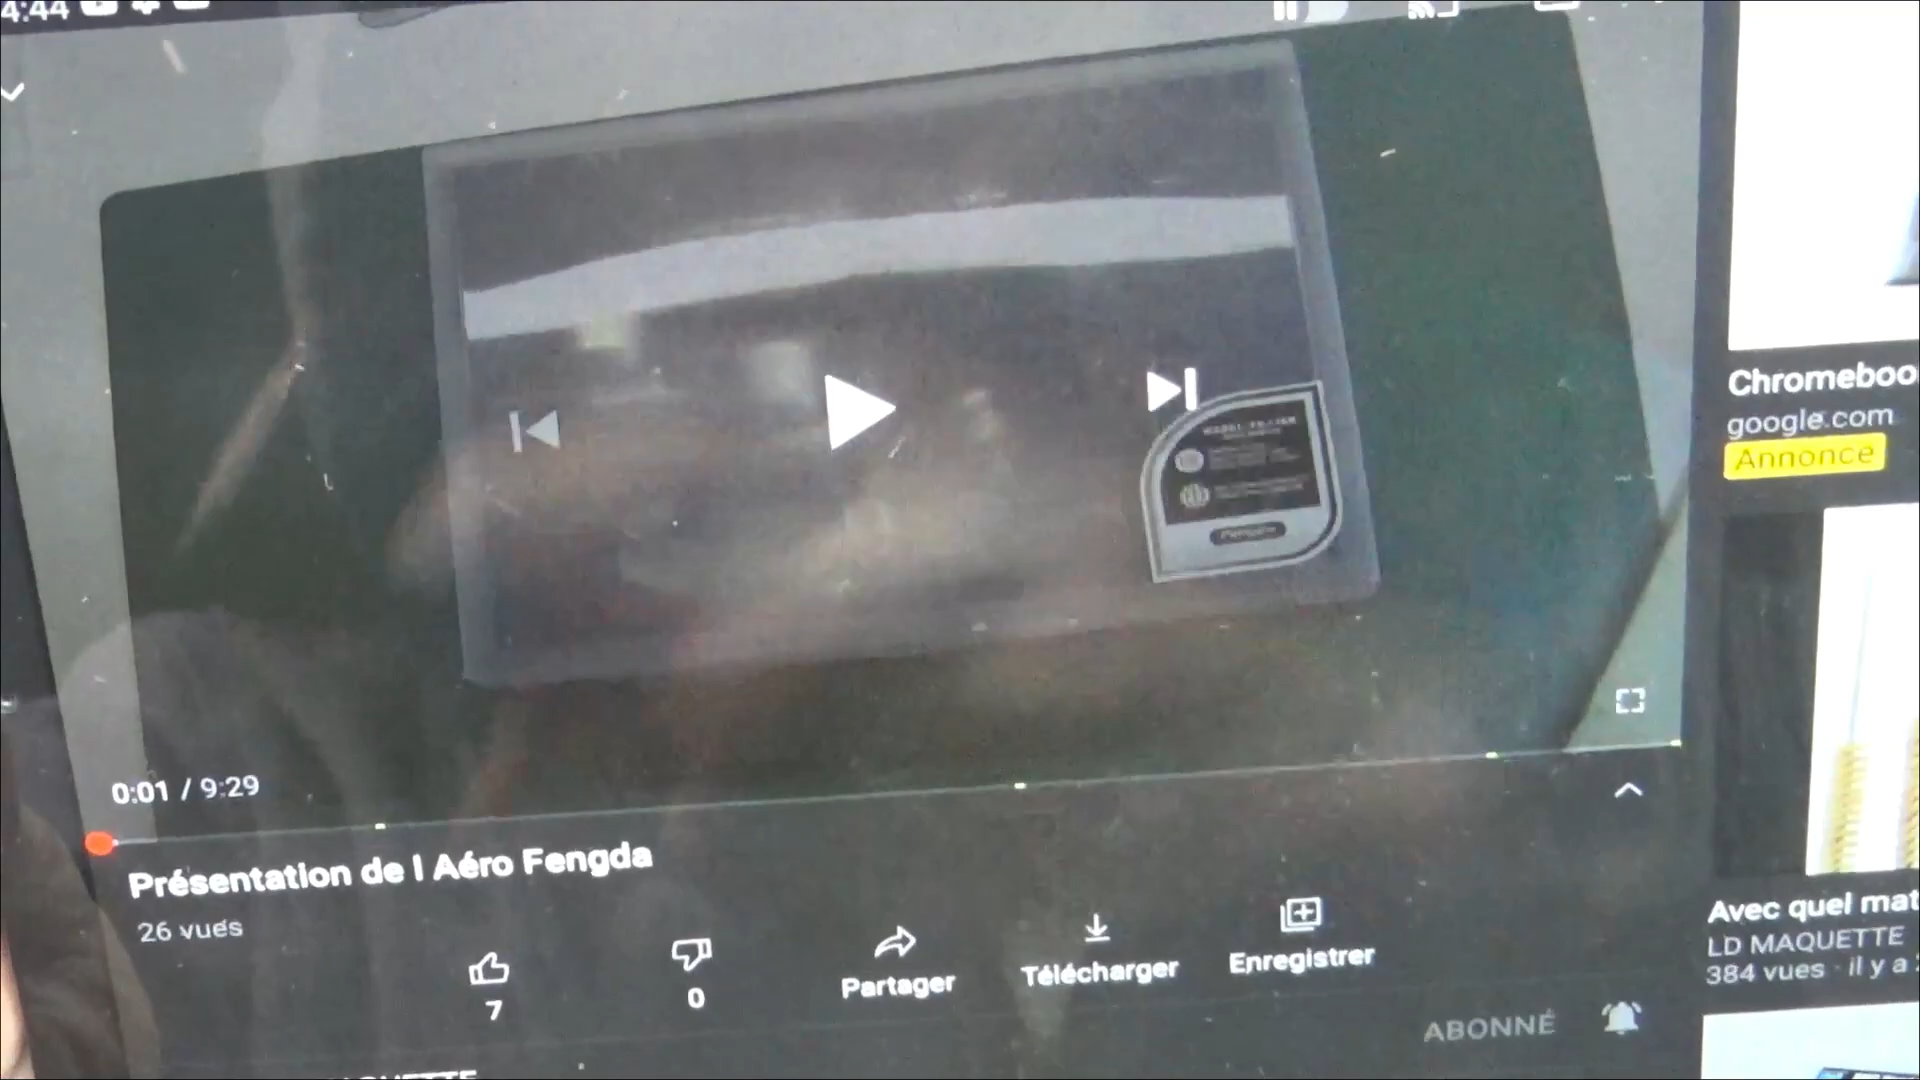 4:44
Chromeboo
google.com
Annonce
0:01 / 9:29
Présentation de l Aéro Fengda
26 vues
7
0
Partager
Télécharger
Enregistrer
ABONNÉ
Avec quel mat
LD MAQUETTE
384 vues · il y a